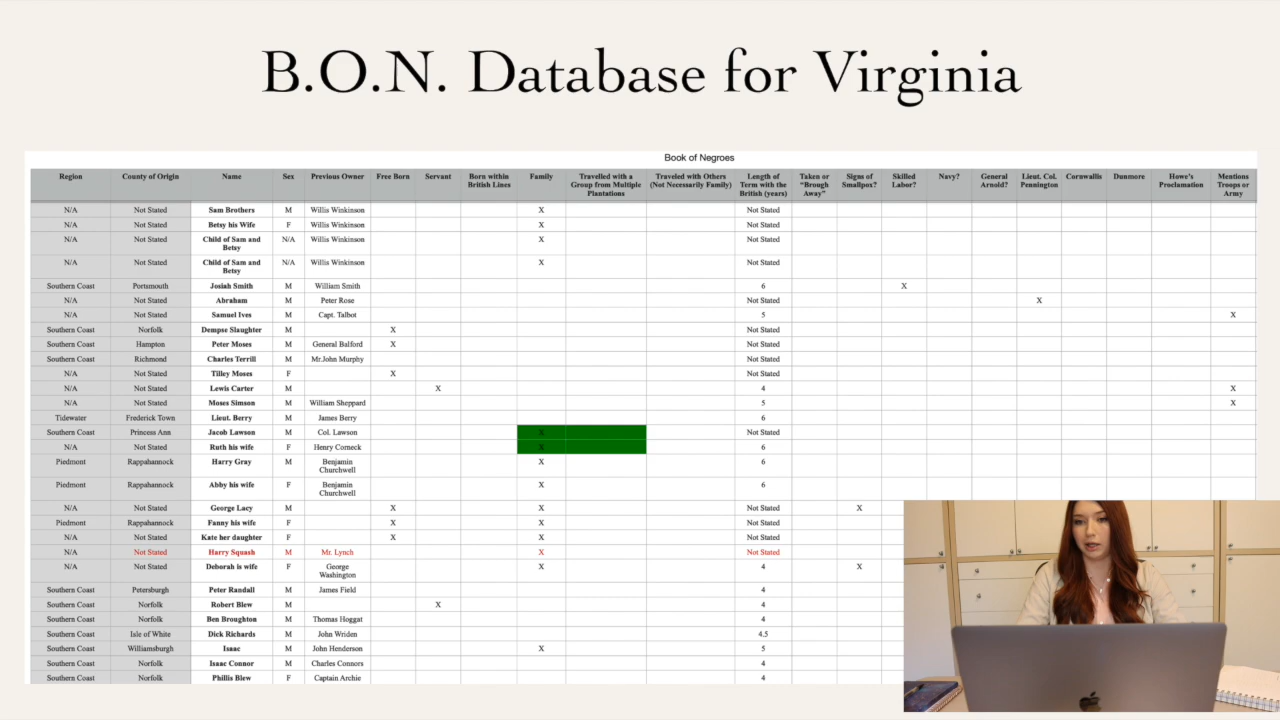 B.O.N. Database for Virginia
Book of Negroes
Region County of Origin Name Sex Previous Owner Free Born Servant Born within British Lines Family Travelled with a Group from Multiple Plantations Traveled with Others (Not Necessarily Family) Length of Term with the British (years) Taken or "Brough Away" Signs of Smallpox? Skilled Labor? Navy? General Arnold? Lieut. Col. Pennington Cornwallis Dunmore Howe's Proclamation Mentions Troops or Army
N/A Not Stated Sam Brothers M Willis Winkinson X Not Stated
N/A Not Stated Betsy his Wife F Willis Winkinson X Not Stated
N/A Not Stated Child of Sam and Betsy N/A Willis Winkinson X Not Stated
N/A Not Stated Child of Sam and Betsy N/A Willis Winkinson X Not Stated
Southern Coast Portsmouth Josiah Smith M William Smith 6 X
N/A Not Stated Abraham M Peter Rose Not Stated X
N/A Not Stated Samuel Ives M Capt. Talbot 5 X
Southern Coast Norfolk Dempse Slaughter M X Not Stated
Southern Coast Hampton Peter Moses M General Balford X Not Stated
Southern Coast Richmond Charles Terrill M Mr.John Murphy Not Stated
N/A Not Stated Tilley Moses F X Not Stated
N/A Not Stated Lewis Carter M X 4 X
N/A Not Stated Moses Simson M William Sheppard 5 X
Tidewater Frederick Town Lieut. Berry M James Berry 6
Southern Coast Princess Ann Jacob Lawson M Col. Lawson X Not Stated
N/A Not Stated Ruth his wife F Henry Corneck X 6
Piedmont Rappahannock Harry Gray M Benjamin Churchwell X 6
Piedmont Rappahannock Abby his wife F Benjamin Churchwell X 6
N/A Not Stated George Lacy M X X Not Stated X
Piedmont Rappahannock Fanny his wife F X X Not Stated
N/A Not Stated Kate her daughter F X X Not Stated
N/A Not Stated Harry Squash M Mr. Lynch X Not Stated
N/A Not Stated Deborah is wife F George Washington X 4 X
Southern Coast Petersburgh Peter Randall M James Field 4
Southern Coast Norfolk Robert Blew M X 4
Southern Coast Norfolk Ben Broughton M Thomas Hoggat 4
Southern Coast Isle of White Dick Richards M John Wriden 4.5
Southern Coast Williamsburgh Isaac M John Henderson X 5
Southern Coast Norfolk Isaac Connor M Charles Connors 4
Southern Coast Norfolk Phillis Blew F Captain Archie 4